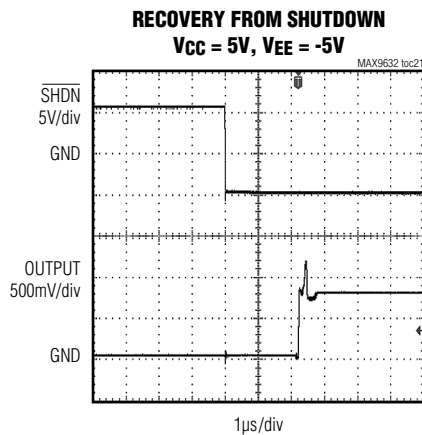 RECOVERY FROM SHUTDOWN
VCC = 5V, VEE = -5V
MAX9632 toc21
SHDN
5V/div
GND
OUTPUT
500mV/div
GND
1µs/div